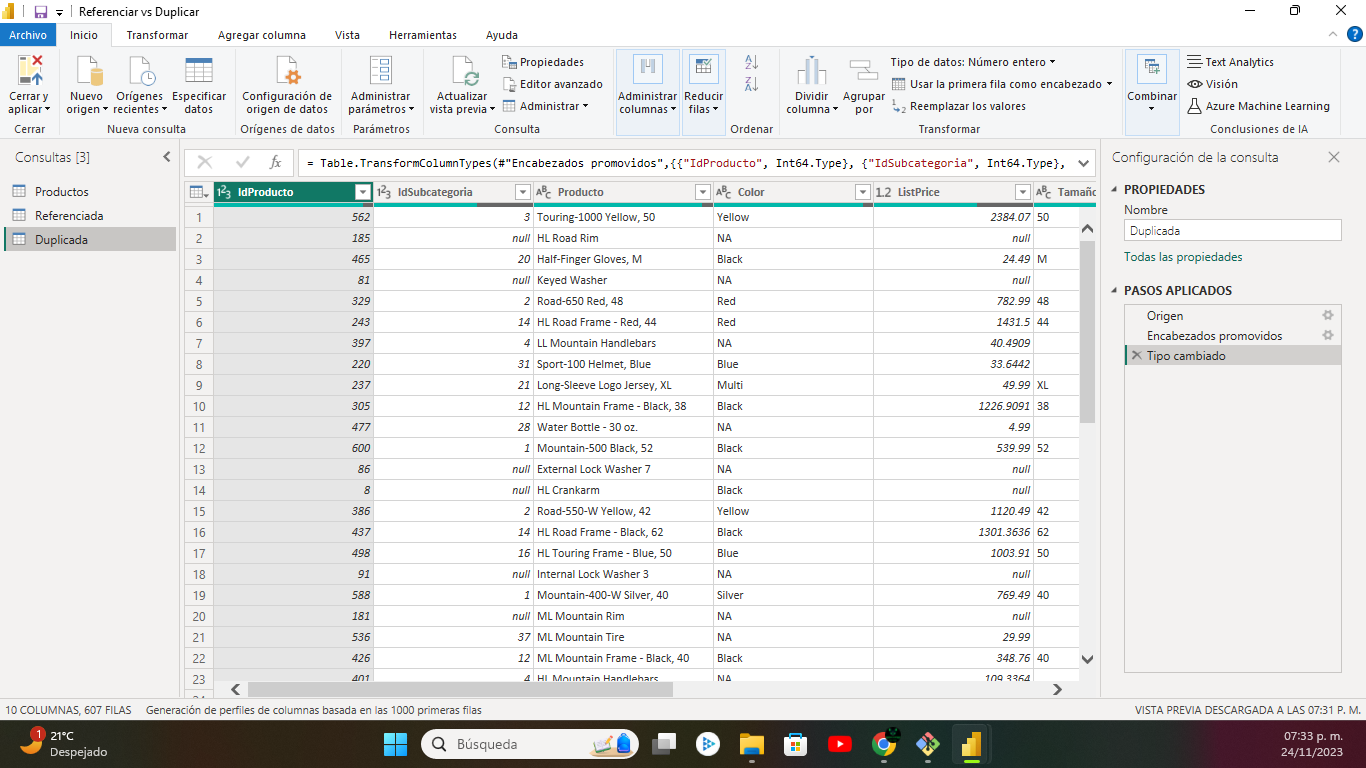 Referenciar vs Duplicar
Archivo Inicio Transformar Agregar columna Vista Herramientas Ayuda
Cerrar y aplicar
Nuevo origen
Orígenes recientes
Especificar datos
Configuración de origen de datos
Administrar parámetros
Actualizar vista previa
Propiedades
Editor avanzado
Administrar
Administrar columnas
Reducir filas
Dividir columna
Agrupar por
Tipo de datos: Número entero
Usar la primera fila como encabezado
Reemplazar los valores
Combinar
Text Analytics
Visión
Azure Machine Learning
Cerrar Nueva consulta Orígenes de datos Parámetros Consulta Ordenar Transformar Conclusiones de IA
Consultas [3]
Productos
Referenciada
Duplicada
fx = Table.TransformColumnTypes(#"Encabezados promovidos",{{"IdProducto", Int64.Type}, {"IdSubcategoria", Int64.Type},
IdProducto IdSubcategoria Producto Color ListPrice Tamaño
1 562 3 Touring-1000 Yellow, 50 Yellow 2384.07 50
2 185 null HL Road Rim NA null
3 465 20 Half-Finger Gloves, M Black 24.49 M
4 81 null Keyed Washer NA null
5 329 2 Road-650 Red, 48 Red 782.99 48
6 243 14 HL Road Frame - Red, 44 Red 1431.5 44
7 397 4 LL Mountain Handlebars NA 40.4909
8 220 31 Sport-100 Helmet, Blue Blue 33.6442
9 237 21 Long-Sleeve Logo Jersey, XL Multi 49.99 XL
10 305 12 HL Mountain Frame - Black, 38 Black 1226.9091 38
11 477 28 Water Bottle - 30 oz. NA 4.99
12 600 1 Mountain-500 Black, 52 Black 539.99 52
13 86 null External Lock Washer 7 NA null
14 8 null HL Crankarm Black null
15 386 2 Road-550-W Yellow, 42 Yellow 1120.49 42
16 437 14 HL Road Frame - Black, 62 Black 1301.3636 62
17 498 16 HL Touring Frame - Blue, 50 Blue 1003.91 50
18 91 null Internal Lock Washer 3 NA null
19 588 1 Mountain-400-W Silver, 40 Silver 769.49 40
20 181 null ML Mountain Rim NA null
21 536 37 ML Mountain Tire NA 29.99
22 426 12 ML Mountain Frame - Black, 40 Black 348.76 40
23 401 4 HL Mountain Handlebars NA 109.3364
Configuración de la consulta
PROPIEDADES
Nombre
Duplicada
Todas las propiedades
PASOS APLICADOS
Origen
Encabezados promovidos
Tipo cambiado
10 COLUMNAS, 607 FILAS Generación de perfiles de columnas basada en las 1000 primeras filas VISTA PREVIA DESCARGADA A LAS 07:31 P. M.
1
21°C
Despejado
Búsqueda
07:33 p. m.
24/11/2023